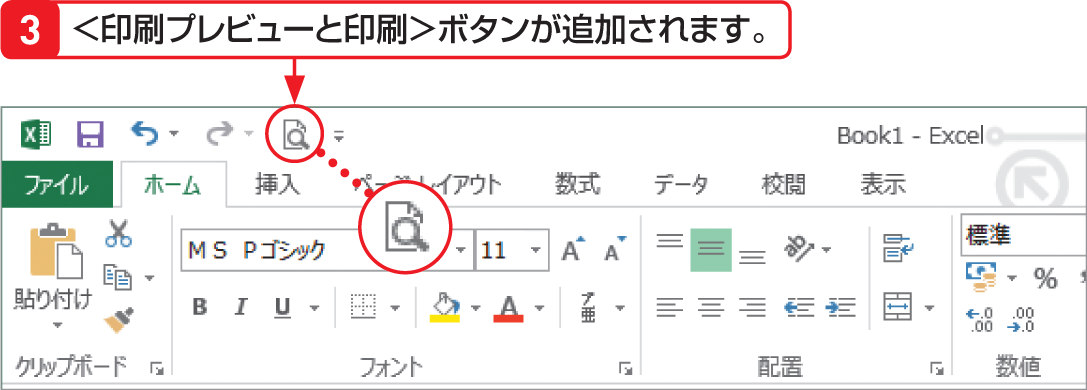 3 <印刷プレビューと印刷>ボタンが追加されます。
Book1 - Excel
ファイル ホーム 挿入 ページ レイアウト 数式 データ 校閲 表示
ＭＳ Ｐゴシック 11 A A 標準
貼り付け
%
B I U A ア亜 ←.0 .00 .00 →.0
クリップボード フォント 配置 数値